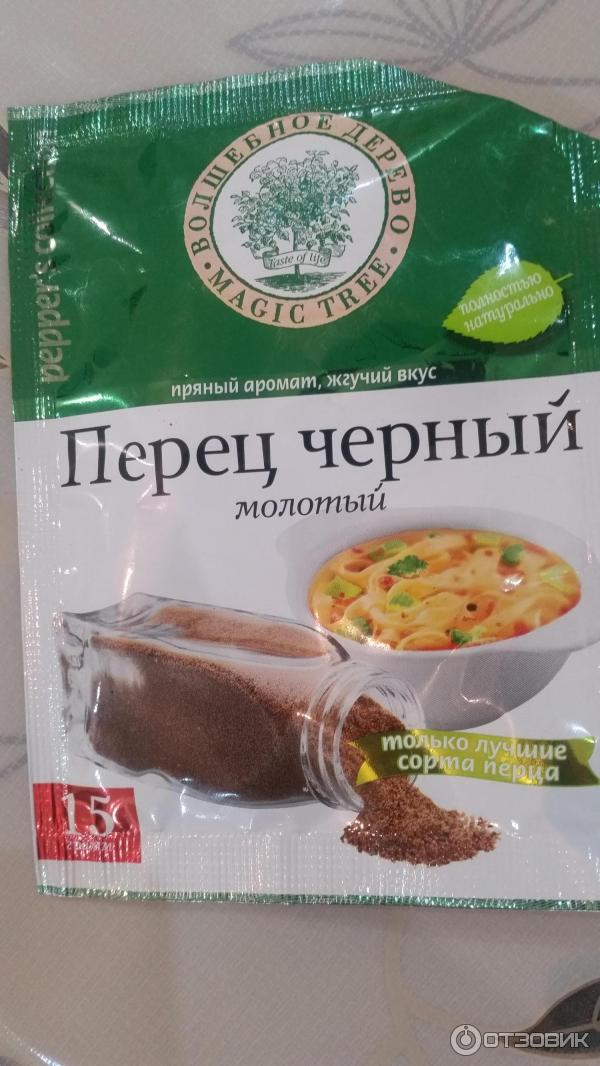 ВОЛШЕБНОЕ ДЕРЕВО
Taste of life
MAGIC TREE
pepper's
полностью
натурально
пряный аромат, жгучий вкус
Перец черный
молотый
только лучшие
сорта перца
15
ОТЗОВИК